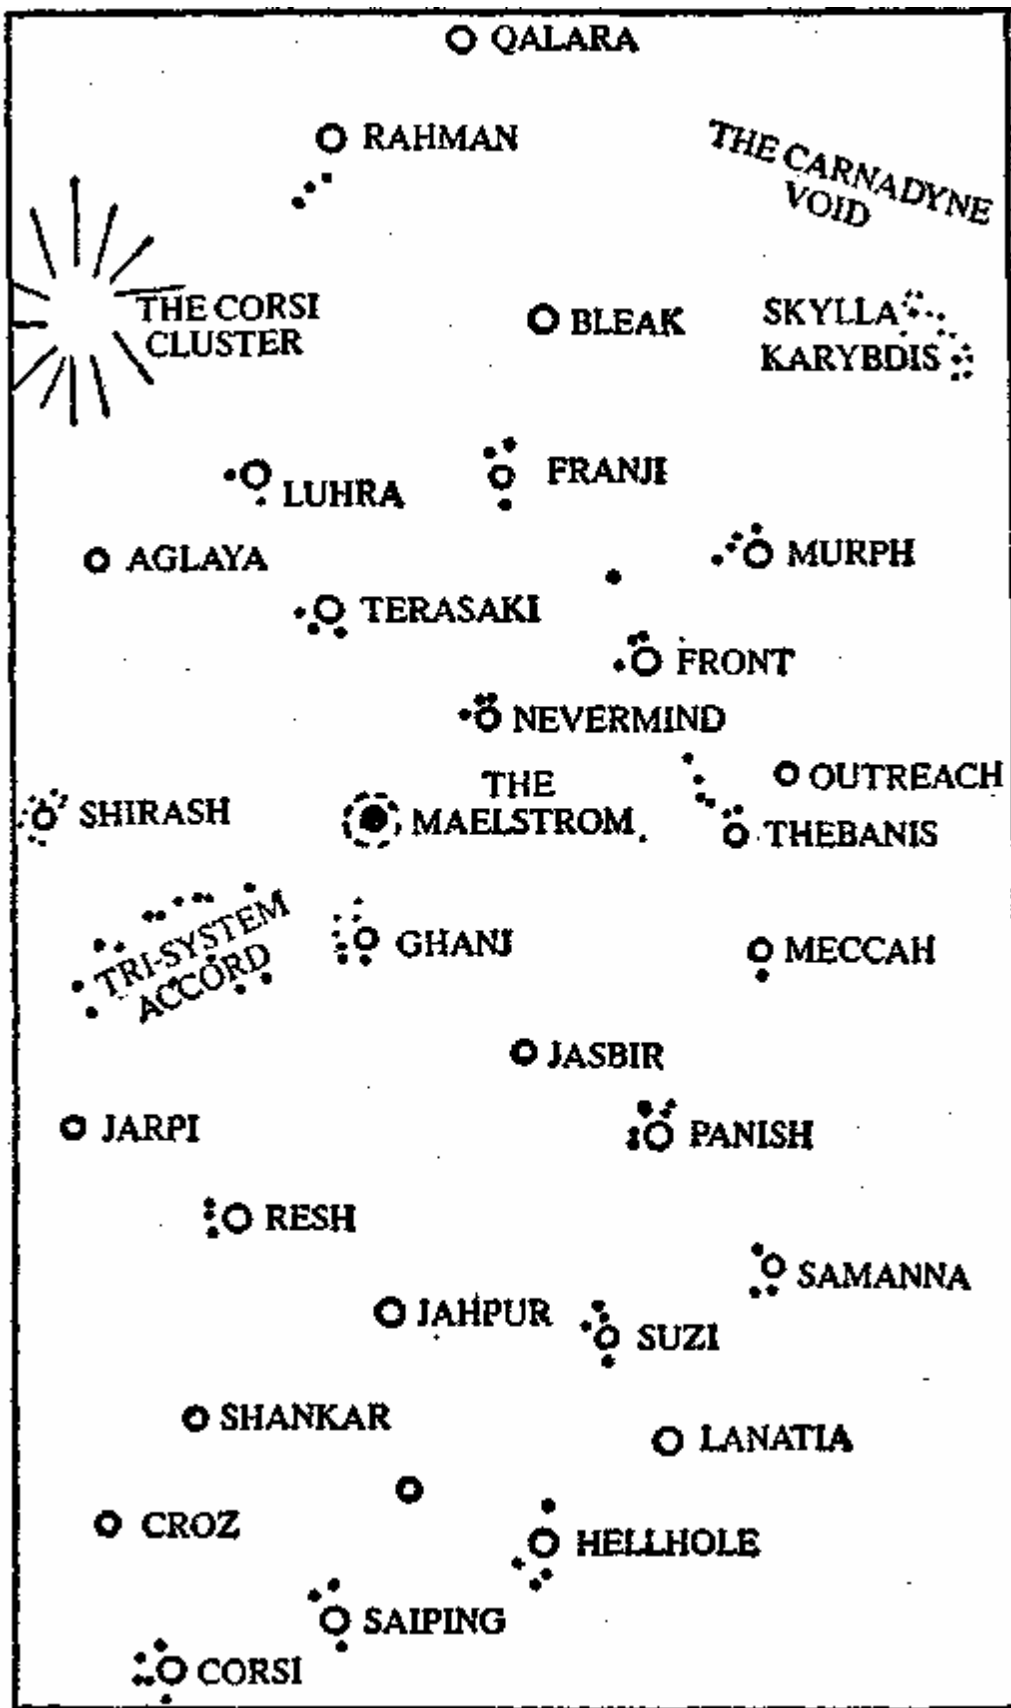 QALARA
RAHMAN
THE CARNADYNE
VOID
THE CORSI
CLUSTER
BLEAK
SKYLLA
KARYBDIS
LUHRA
FRANJI
AGLAYA
MURPH
TERASAKI
FRONT
NEVERMIND
OUTREACH
SHIRASH
THE
MAELSTROM
THEBANIS
TRI-SYSTEM
ACCORD
GHANJ
MECCAH
JASBIR
JARPI
PANISH
RESH
SAMANNA
JAHPUR
SUZI
SHANKAR
LANATIA
CROZ
HELLHOLE
SAIPING
CORSI